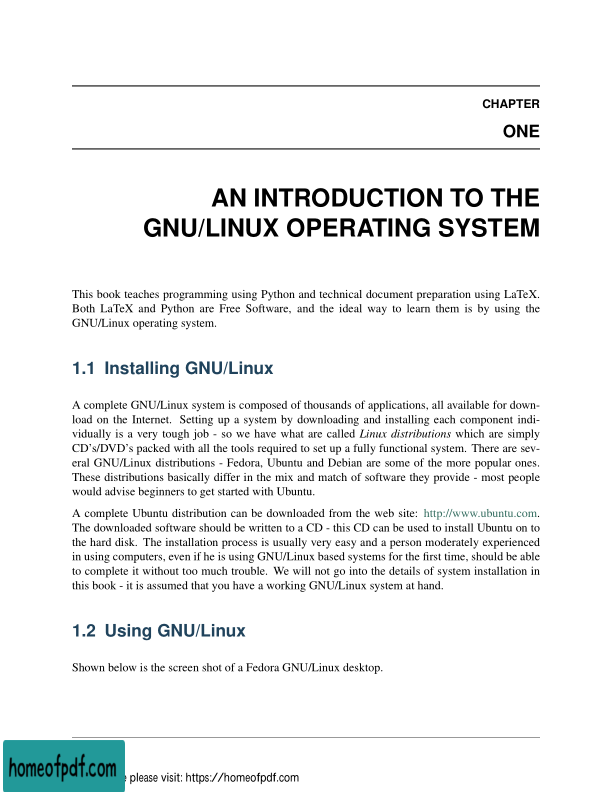 CHAPTER
ONE
AN INTRODUCTION TO THE
GNU/LINUX OPERATING SYSTEM
This book teaches programming using Python and technical document preparation using LaTeX.
Both LaTeX and Python are Free Software, and the ideal way to learn them is by using the
GNU/Linux operating system.
1.1 Installing GNU/Linux
A complete GNU/Linux system is composed of thousands of applications, all available for down-
load on the Internet. Setting up a system by downloading and installing each component indi-
vidually is a very tough job - so we have what are called Linux distributions which are simply
CD's/DVD's packed with all the tools required to set up a fully functional system. There are sev-
eral GNU/Linux distributions - Fedora, Ubuntu and Debian are some of the more popular ones.
These distributions basically differ in the mix and match of software they provide - most people
would advise beginners to get started with Ubuntu.
A complete Ubuntu distribution can be downloaded from the web site: http://www.ubuntu.com.
The downloaded software should be written to a CD - this CD can be used to install Ubuntu on to
the hard disk. The installation process is usually very easy and a person moderately experienced
in using computers, even if he is using GNU/Linux based systems for the first time, should be able
to complete it without too much trouble. We will not go into the details of system installation in
this book - it is assumed that you have a working GNU/Linux system at hand.
1.2 Using GNU/Linux
Shown below is the screen shot of a Fedora GNU/Linux desktop.
homeofpdf.com
please visit: https://homeofpdf.com